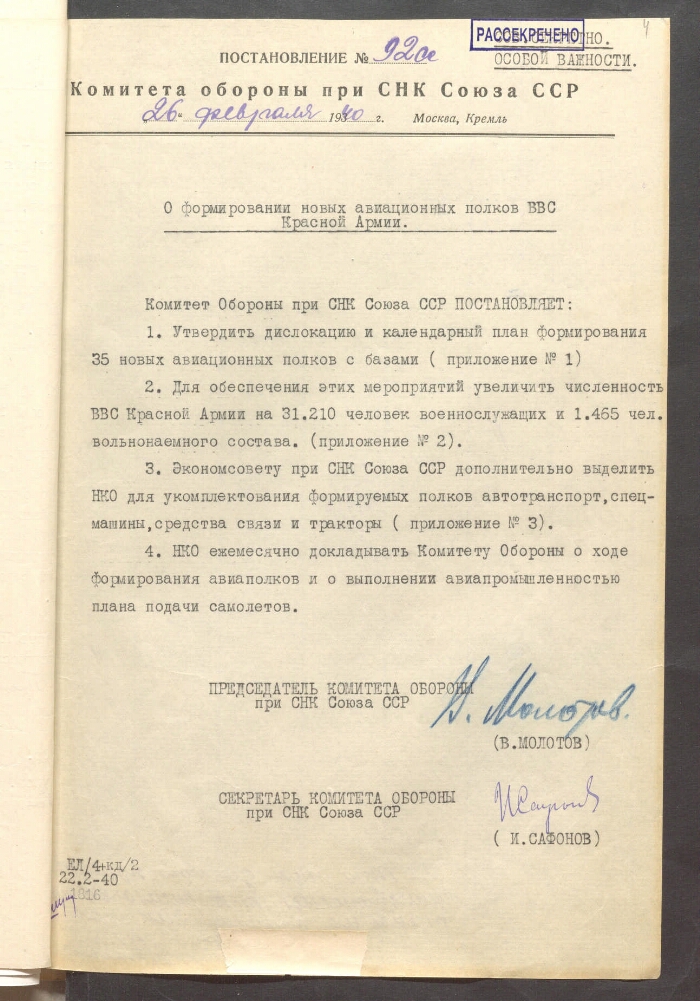 4
РАССЕКРЕЧЕНО
ПОСТАНОВЛЕНИЕ № 92сс
ОСОБОЙ ВАЖНОСТИ.
Комитета обороны при СНК Союза ССР
„26" февраля 1940 г. Москва, Кремль
О формировании новых авиационных полков ВВС
Красной Армии.
Комитет Обороны при СНК Союза ССР ПОСТАНОВЛЯЕТ:
1. Утвердить дислокацию и календарный план формирования
35 новых авиационных полков с базами ( приложение № 1)
2. Для обеспечения этих мероприятий увеличить численность
ВВС Красной Армии на 31.210 человек военнослужащих и 1.465 чел.
вольнонаемного состава. (приложение № 2).
3. Экономсовету при СНК Союза ССР дополнительно выделить
НКО для укомплектования формируемых полков автотранспорт,спец-
машины,средства связи и тракторы ( приложение № 3).
4. НКО ежемесячно докладывать Комитету Обороны о ходе
формирования авиаполков и о выполнении авиапромышленностью
плана подачи самолетов.
ПРЕДСЕДАТЕЛЬ КОМИТЕТА ОБОРОНЫ
при СНК Союза ССР
В. Молотов.
(В.МОЛОТОВ)
СЕКРЕТАРЬ КОМИТЕТА ОБОРОНЫ
при СНК Союза ССР
ИСафонов
( И.САФОНОВ)
ЕЛ/4+кд/2
22.2-40
1816